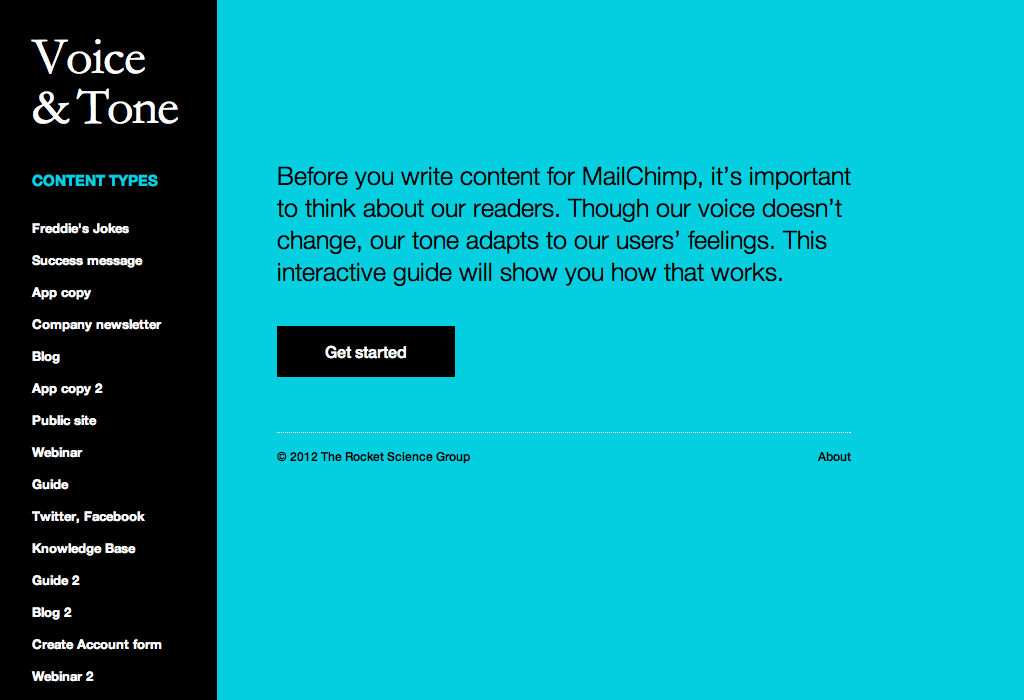 Voice
& Tone
CONTENT TYPES
Freddie's Jokes
Success message
App copy
Company newsletter
Blog
App copy 2
Public site
Webinar
Guide
Twitter, Facebook
Knowledge Base
Guide 2
Blog 2
Create Account form
Webinar 2
Before you write content for MailChimp, it’s important
to think about our readers. Though our voice doesn’t
change, our tone adapts to our users’ feelings. This
interactive guide will show you how that works.
Get started
© 2012 The Rocket Science Group
About